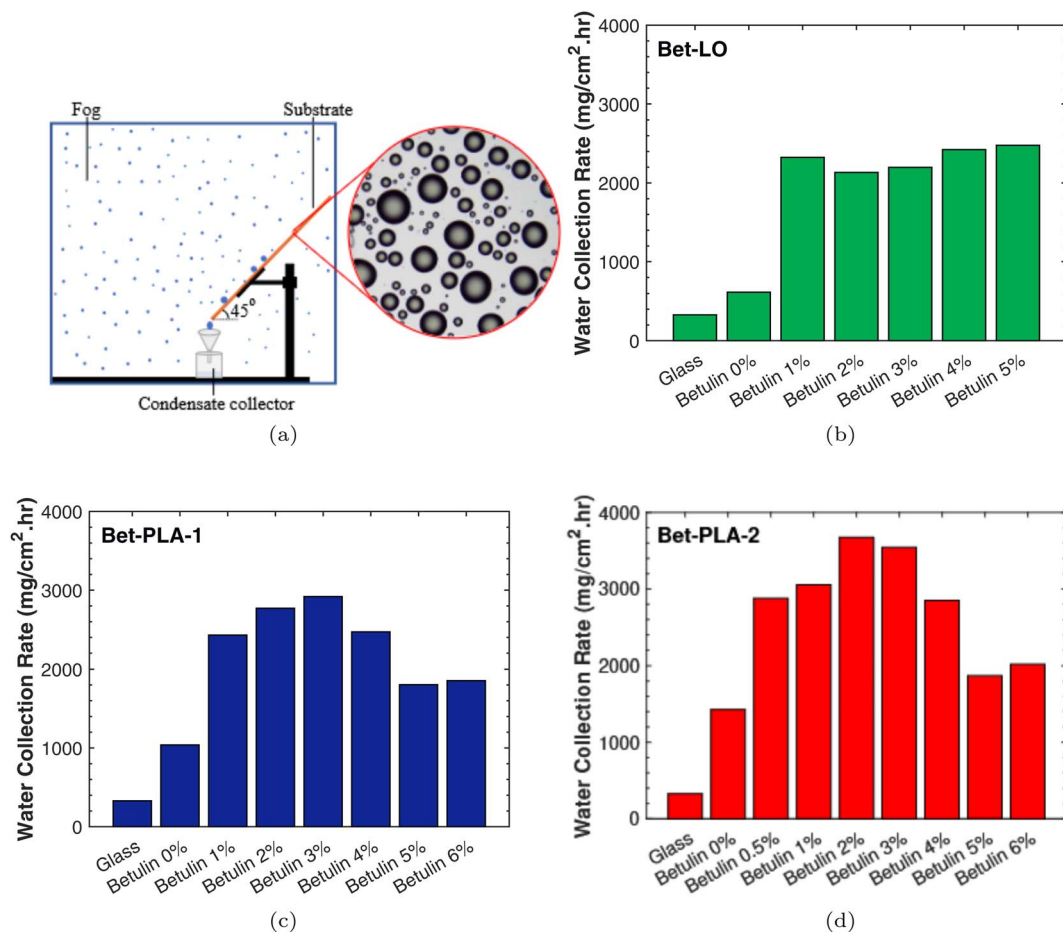 Fog
Substrate
45°
Condensate collector
(a)
Bet-LO
Water Collection Rate (mg/cm².hr)
4000
3000
2000
1000
0
Glass
Betulin 0%
Betulin 1%
Betulin 2%
Betulin 3%
Betulin 4%
Betulin 5%
(b)
Bet-PLA-1
Water Collection Rate (mg/cm².hr)
4000
3000
2000
1000
0
Glass
Betulin 0%
Betulin 1%
Betulin 2%
Betulin 3%
Betulin 4%
Betulin 5%
Betulin 6%
(c)
Bet-PLA-2
Water Collection Rate (mg/cm².hr)
4000
3000
2000
1000
0
Glass
Betulin 0%
Betulin 0.5%
Betulin 1%
Betulin 2%
Betulin 3%
Betulin 4%
Betulin 5%
Betulin 6%
(d)